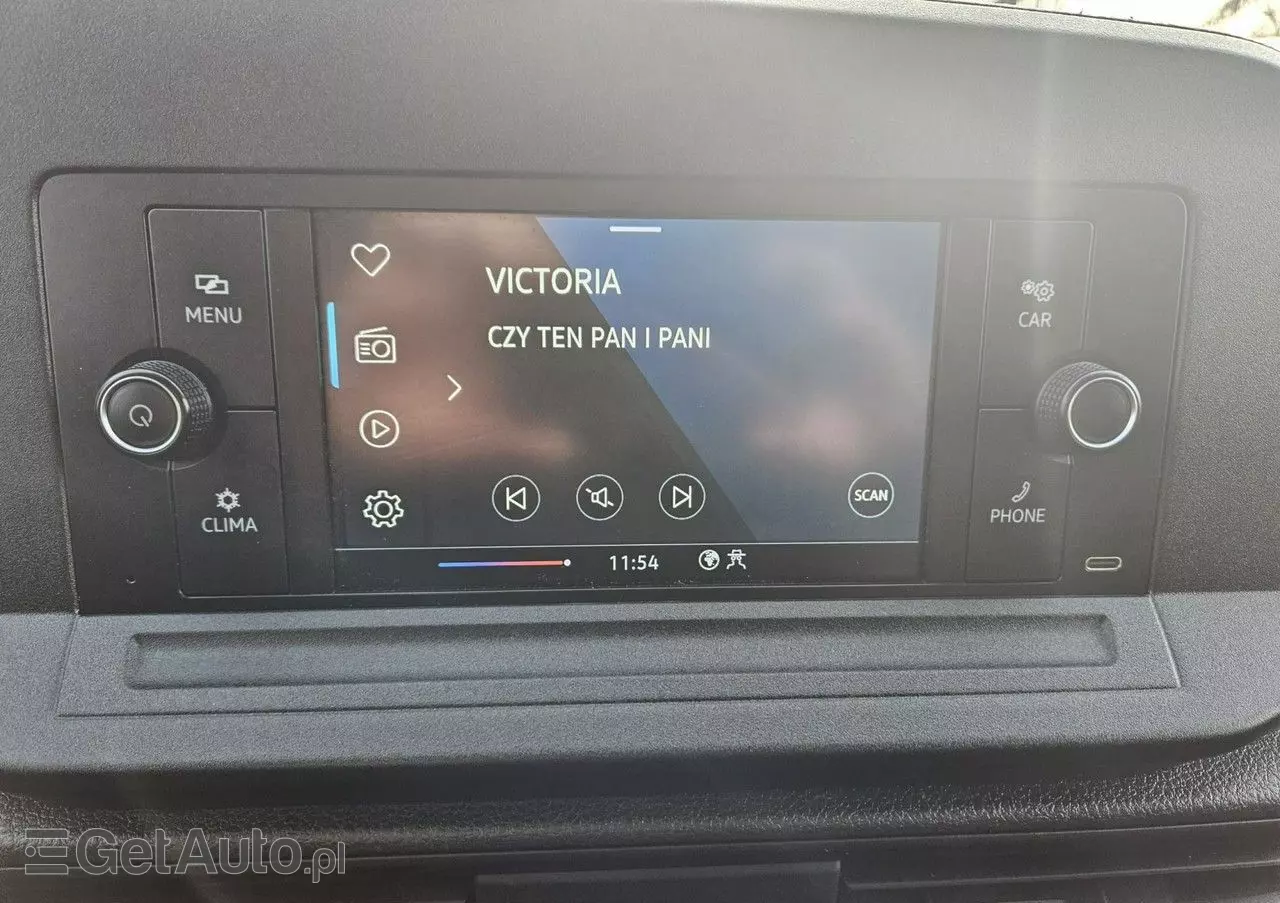 MENU
VICTORIA
CZY TEN PAN I PANI
CAR
CLIMA
SCAN
PHONE
11:54
GetAuto.pl